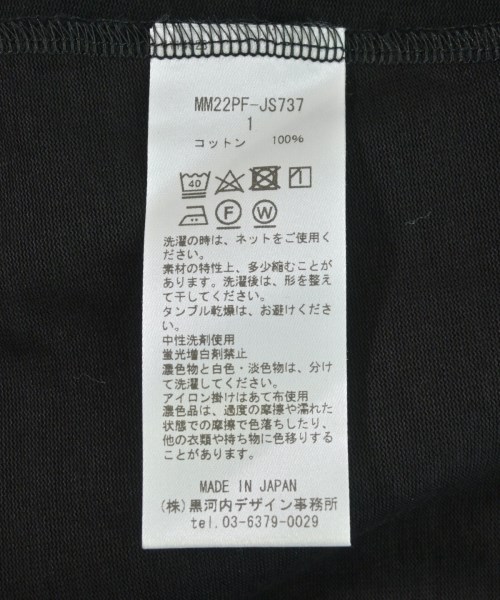 MM22PF-JS737
1
コットン 100%
40
F W
洗濯の時は、ネットをご使用く
ださい。
素材の特性上、多少縮むことが
あります。洗濯後は、形を整え
て干してください。
タンブル乾燥は、お避けくださ
い。
中性洗剤使用
蛍光増白剤禁止
濃色物と白色・淡色物は、分け
て洗濯してください。
アイロン掛けはあて布使用
濃色品は、過度の摩擦や濡れた
状態での摩擦で色落ちしたり、
他の衣類や持ち物に色移りする
ことがあります。
MADE IN JAPAN
(株)黒河内デザイン事務所
tel. 03-6379-0029